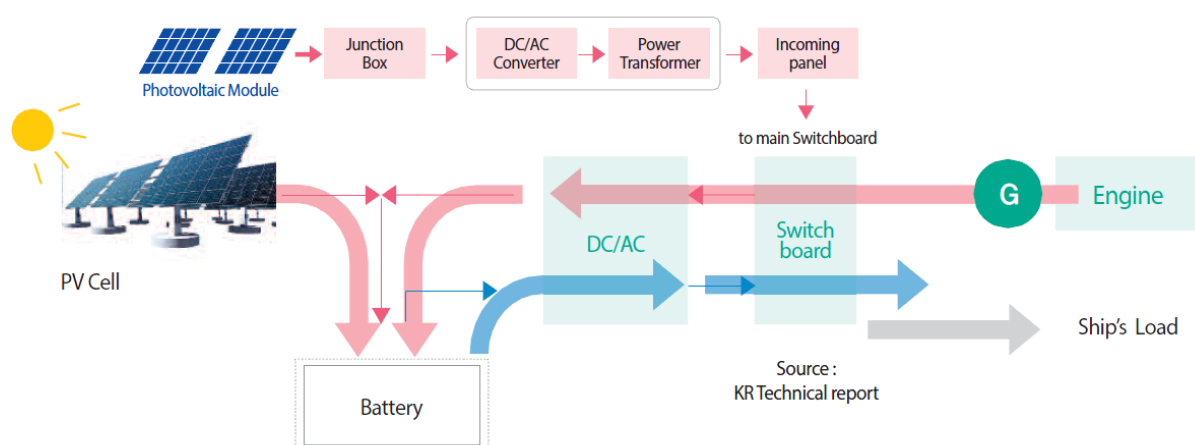 Junction
Box
DC/AC
Converter
Power
Transformer
Incoming
panel
Photovoltaic Module
to main Switchboard
G
Engine
DC/AC
Switch
board
PV Cell
Ship's Load
Battery
Source :
KR Technical report